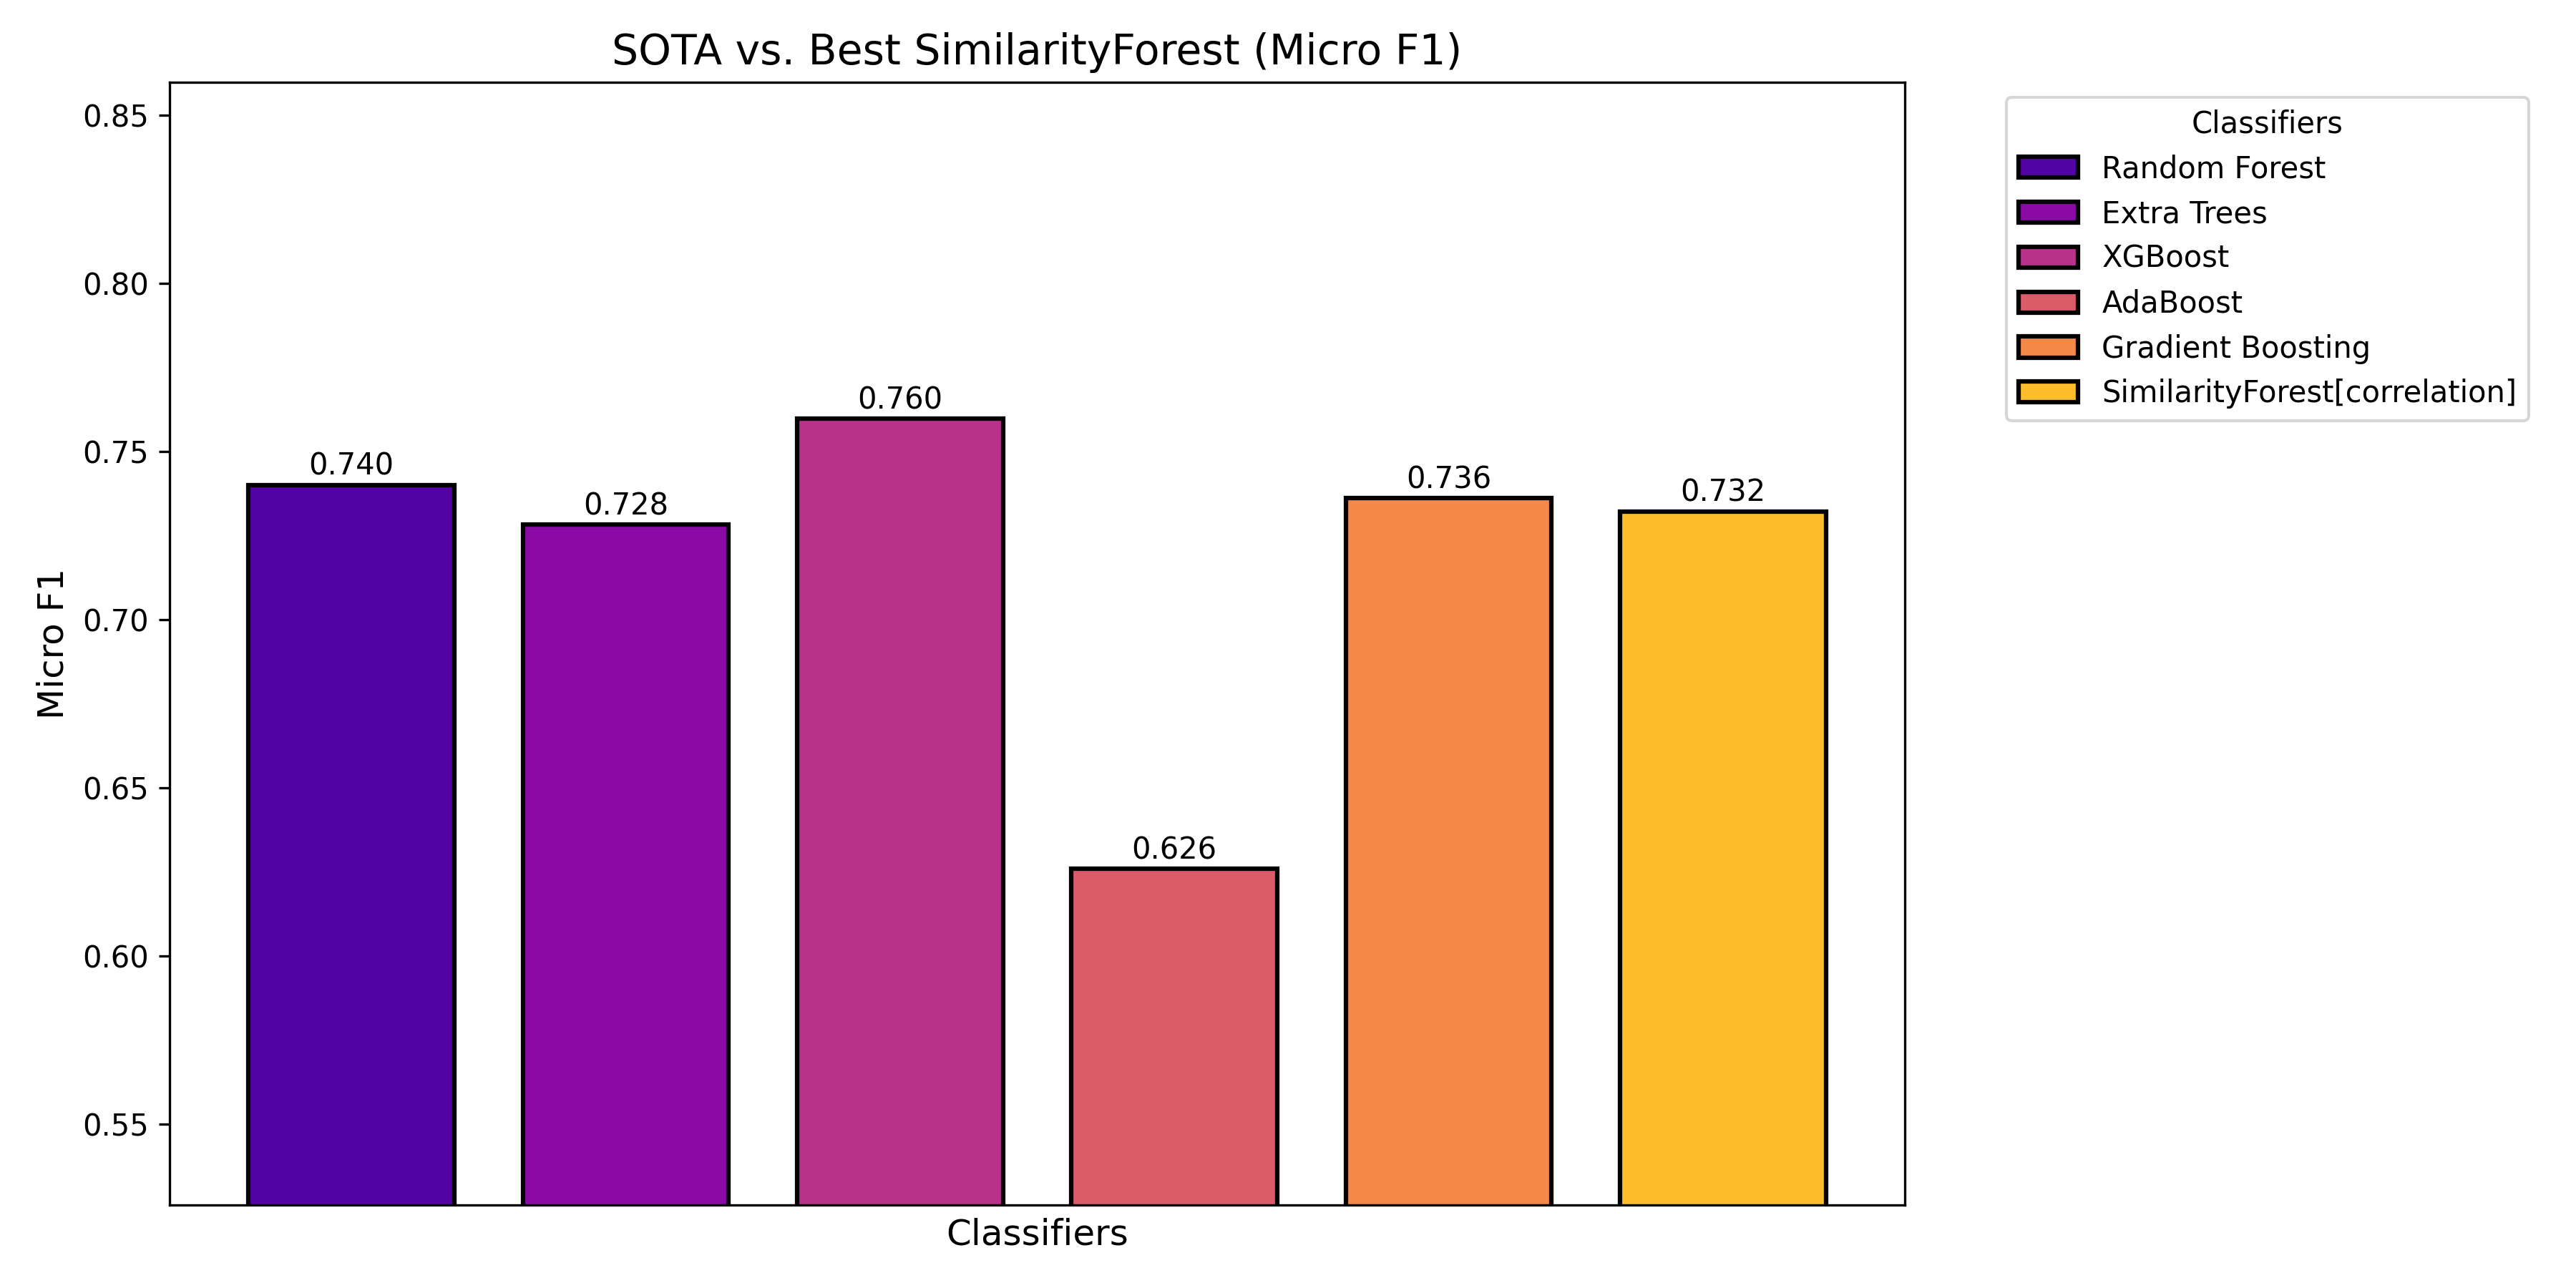 SOTA vs. Best SimilarityForest (Micro F1)
Micro F1
0.85
0.80
0.75
0.70
0.65
0.60
0.55
0.740
0.728
0.760
0.626
0.736
0.732
Classifiers
Classifiers
Random Forest
Extra Trees
XGBoost
AdaBoost
Gradient Boosting
SimilarityForest[correlation]